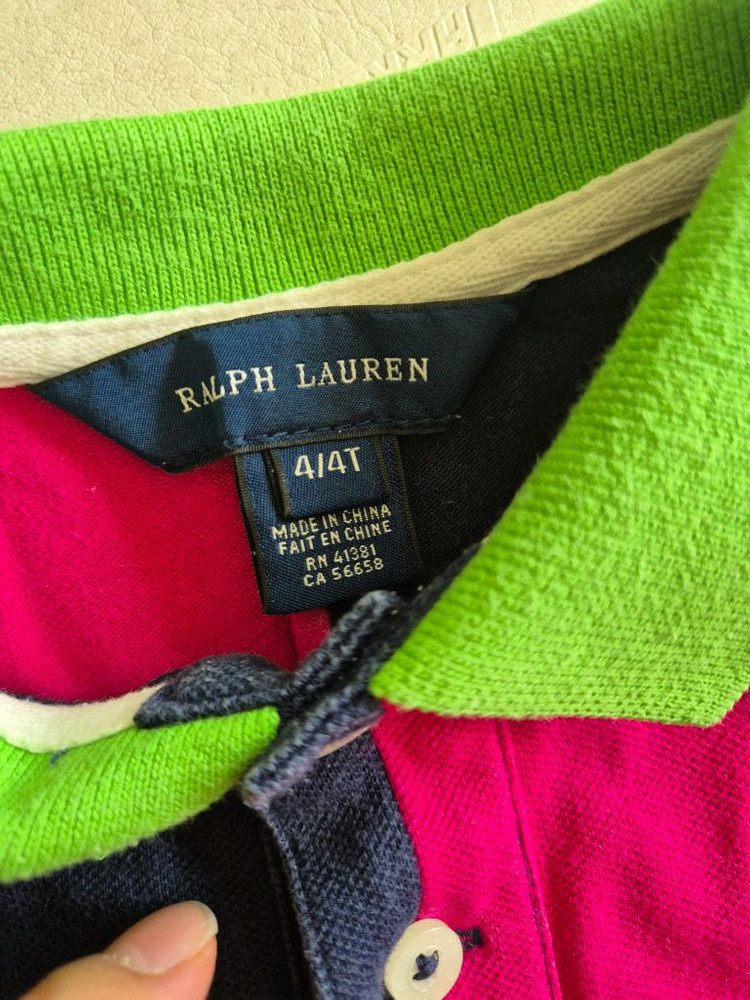 RALPH LAUREN
4/4T
MADE IN CHINA
FAIT EN CHINE
RN 41381
CA 56658